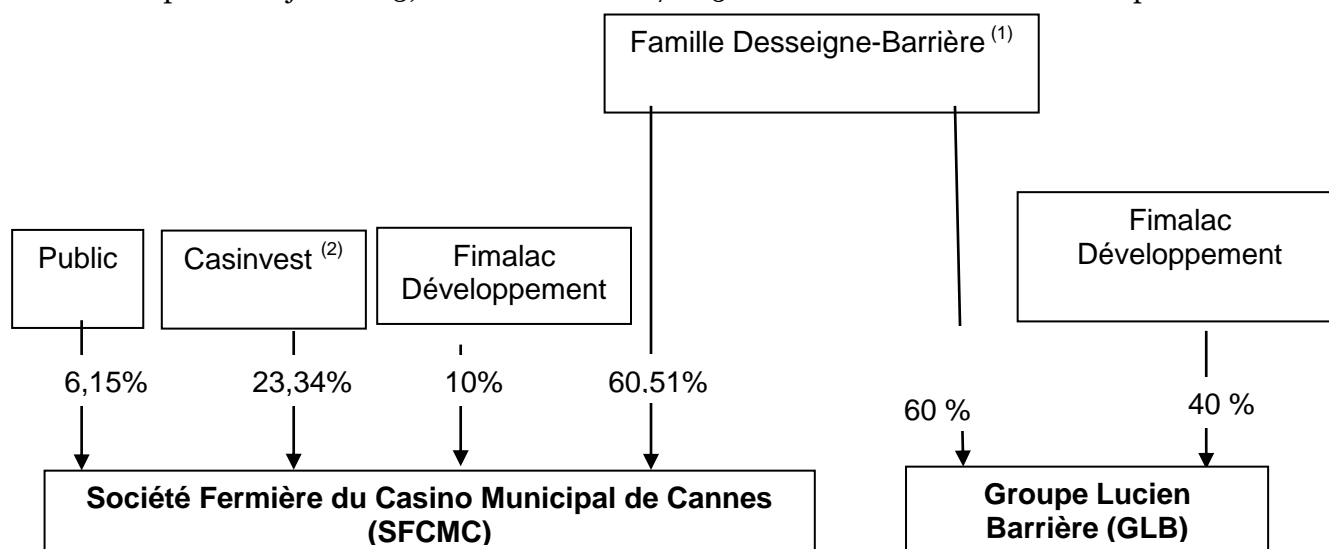 Famille Desseigne-Barrière (1)
Fimalac
Développement
Public
Casinvest (2)
Fimalac
Développement
6,15%
23,34%
10%
60,51%
60 %
40 %
Société Fermière du Casino Municipal de Cannes
(SFCMC)
Groupe Lucien
Barrière (GLB)